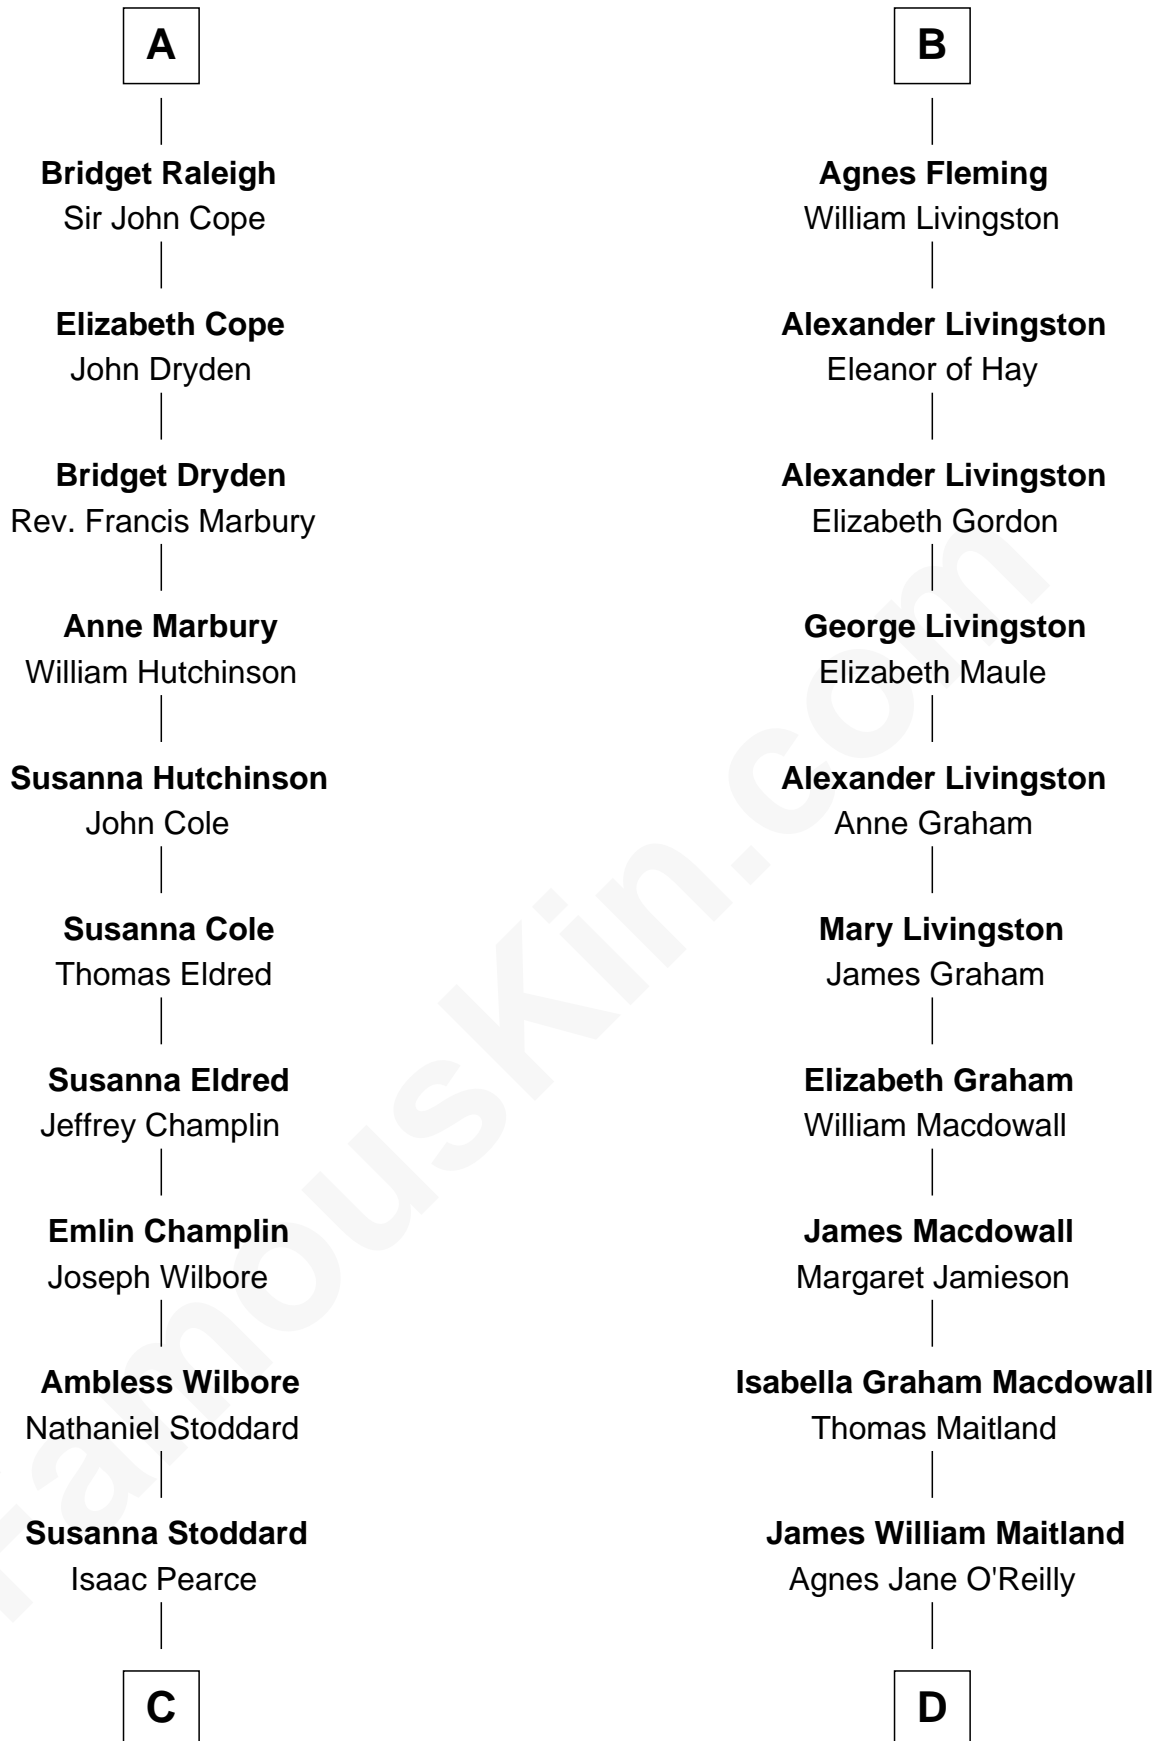 A
Bridget Raleigh
Sir John Cope
Elizabeth Cope
John Dryden
Bridget Dryden
Rev. Francis Marbury
Anne Marbury
William Hutchinson
Susanna Hutchinson
John Cole
Susanna Cole
Thomas Eldred
Susanna Eldred
Jeffrey Champlin
Emlin Champlin
Joseph Wilbore
Ambless Wilbore
Nathaniel Stoddard
Susanna Stoddard
Isaac Pearce
C
B
Agnes Fleming
William Livingston
Alexander Livingston
Eleanor of Hay
Alexander Livingston
Elizabeth Gordon
George Livingston
Elizabeth Maule
Alexander Livingston
Anne Graham
Mary Livingston
James Graham
Elizabeth Graham
William Macdowall
James Macdowall
Margaret Jamieson
Isabella Graham Macdowall
Thomas Maitland
James William Maitland
Agnes Jane O'Reilly
D
FamousKin.com